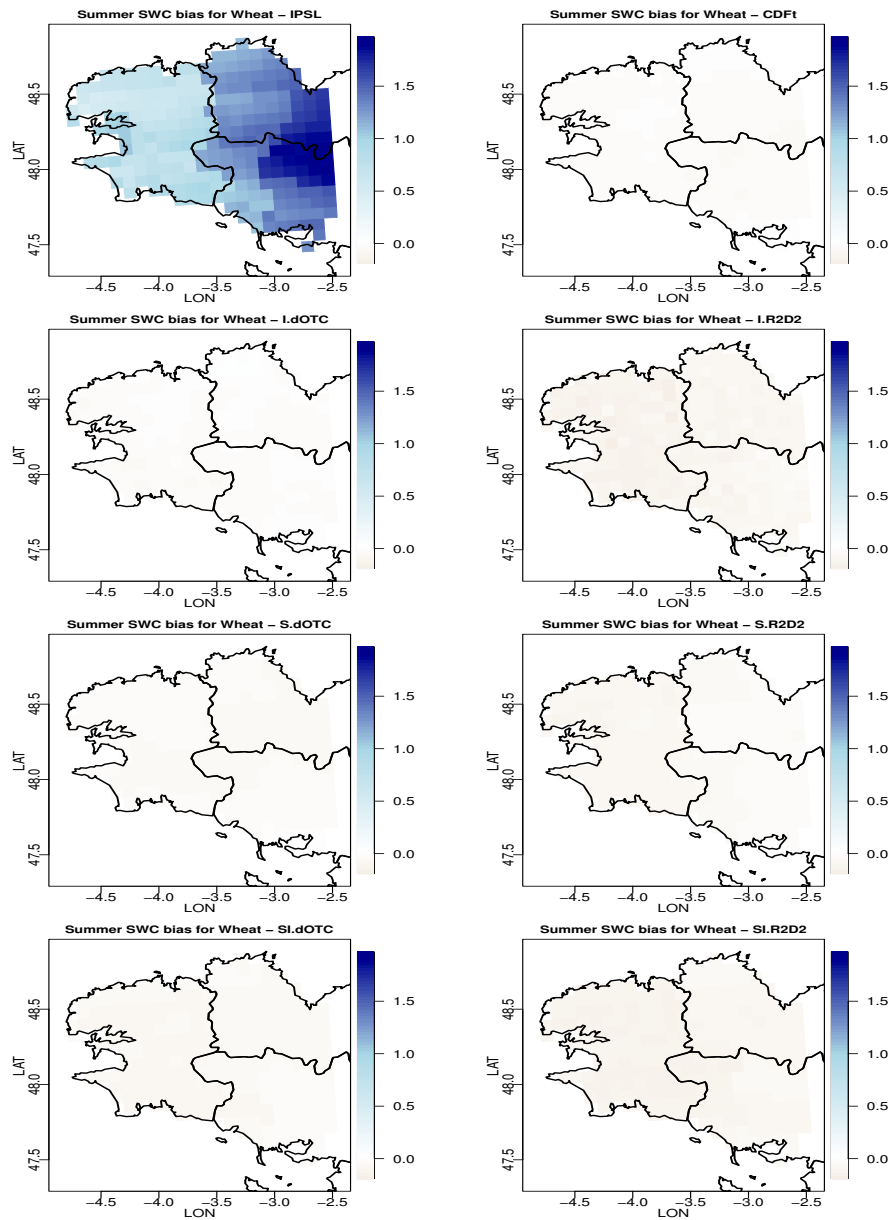 Summer SWC bias for Wheat − IPSL
48.5
48.0
47.5
LAT
−4.5 −4.0 −3.5 −3.0 −2.5
LON
1.5
1.0
0.5
0.0
Summer SWC bias for Wheat − CDFt
48.5
48.0
47.5
LAT
−4.5 −4.0 −3.5 −3.0 −2.5
LON
1.5
1.0
0.5
0.0
Summer SWC bias for Wheat − I.dOTC
48.5
48.0
47.5
LAT
−4.5 −4.0 −3.5 −3.0 −2.5
LON
1.5
1.0
0.5
0.0
Summer SWC bias for Wheat − I.R2D2
48.5
48.0
47.5
LAT
−4.5 −4.0 −3.5 −3.0 −2.5
LON
1.5
1.0
0.5
0.0
Summer SWC bias for Wheat − S.dOTC
48.5
48.0
47.5
LAT
−4.5 −4.0 −3.5 −3.0 −2.5
LON
1.5
1.0
0.5
0.0
Summer SWC bias for Wheat − S.R2D2
48.5
48.0
47.5
LAT
−4.5 −4.0 −3.5 −3.0 −2.5
LON
1.5
1.0
0.5
0.0
Summer SWC bias for Wheat − SI.dOTC
48.5
48.0
47.5
LAT
−4.5 −4.0 −3.5 −3.0 −2.5
LON
1.5
1.0
0.5
0.0
Summer SWC bias for Wheat − SI.R2D2
48.5
48.0
47.5
LAT
−4.5 −4.0 −3.5 −3.0 −2.5
LON
1.5
1.0
0.5
0.0